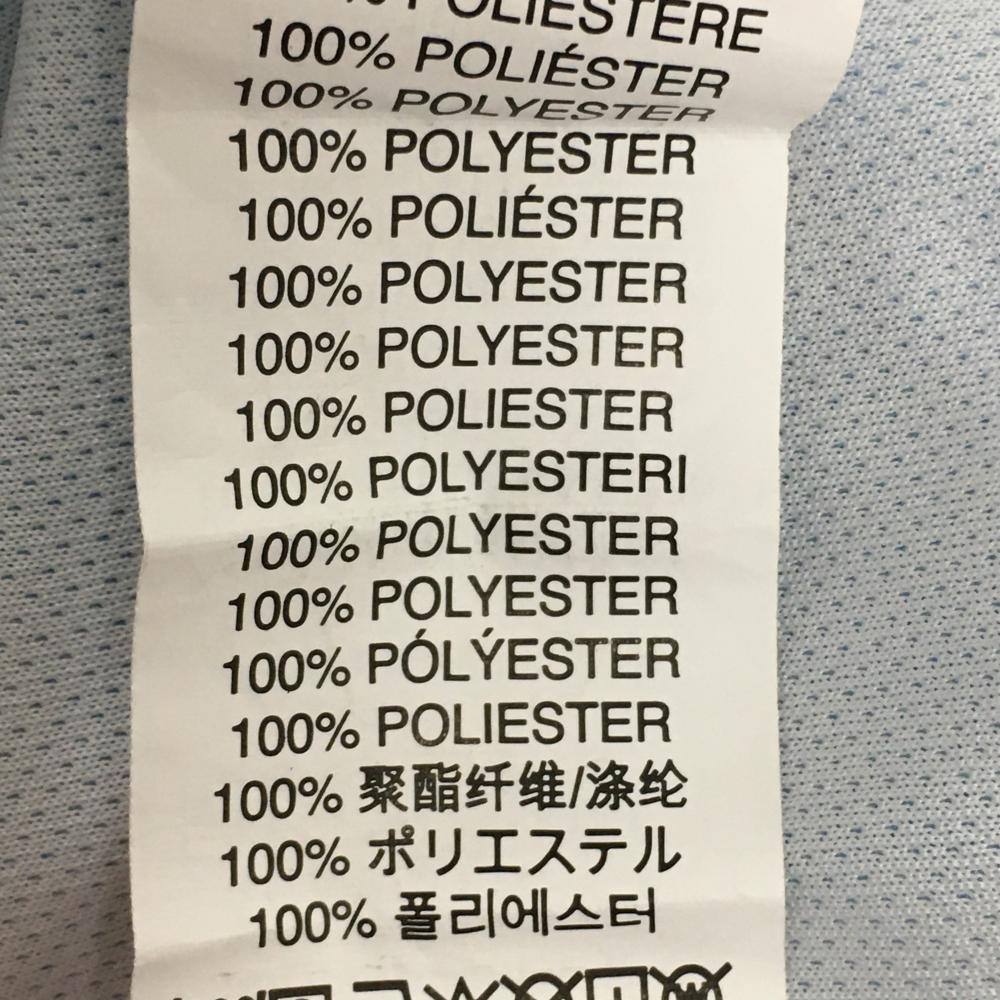 % POLIESTERE
100% POLIÉSTER
100% POLYESTER
100% POLYESTER
100% POLIÉSTER
100% POLYESTER
100% POLYESTER
100% POLIESTER
100% POLYESTERI
100% POLYESTER
100% POLYESTER
100% PÓLÝESTER
100% POLIESTER
100% 聚酯纤维/涤纶
100% ポリエステル
100% 폴리에스터